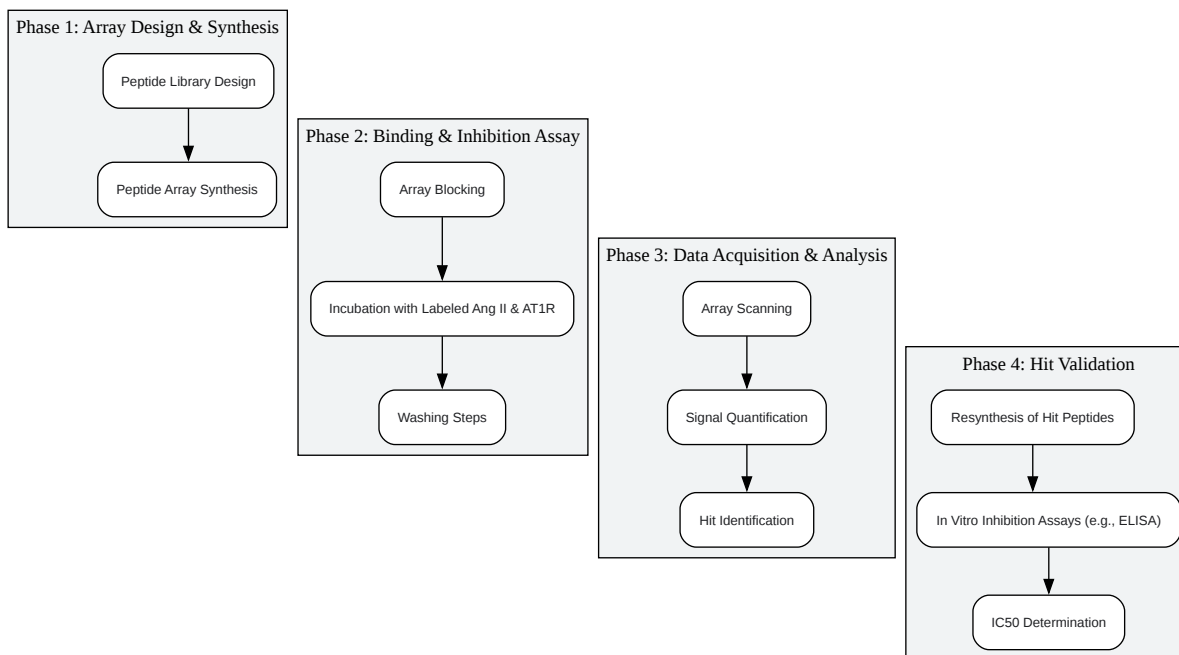 Phase 1: Array Design & Synthesis
Peptide Library Design
Peptide Array Synthesis
Phase 2: Binding & Inhibition Assay
Array Blocking
Incubation with Labeled Ang II & AT1R
Washing Steps
Phase 3: Data Acquisition & Analysis
Array Scanning
Signal Quantification
Hit Identification
Phase 4: Hit Validation
Resynthesis of Hit Peptides
In Vitro Inhibition Assays (e.g., ELISA)
IC50 Determination